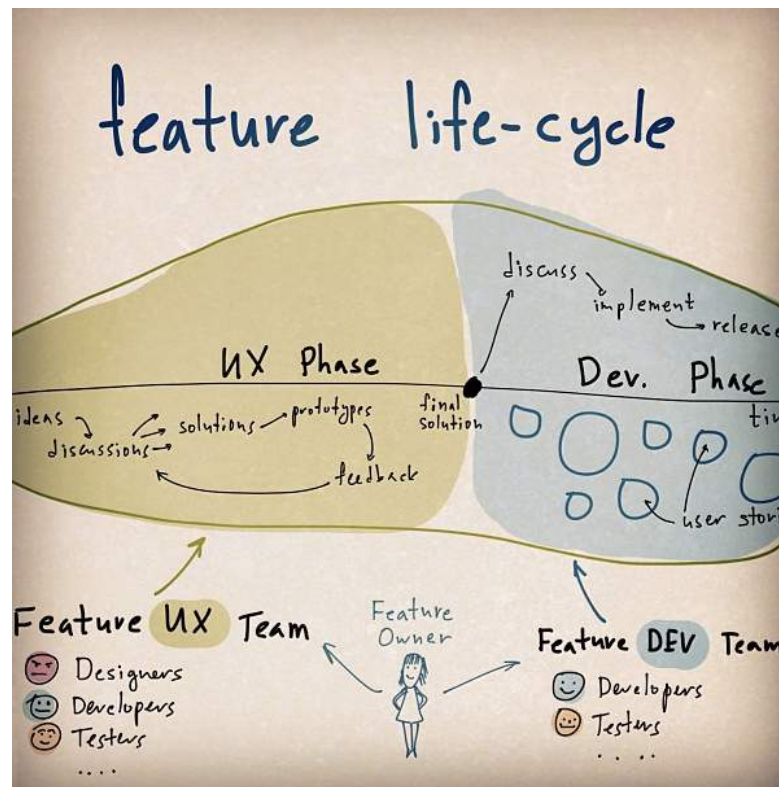 feature life-cycle
discuss
implement
release
UX Phase
Dev. Phase
ideas
discussions
solutions
prototypes
feedback
final
solution
user
Feature UX Team
Designers
Developers
Testers
....
Feature
Owner
Feature DEV Team
Developers
Testers
....